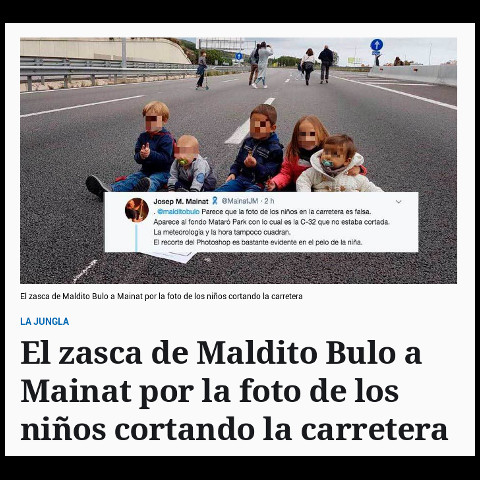 Josep M. Mainat @MainatJM · 2 h
. @malditobulo Parece que la foto de los niños en la carretera es falsa.
Aparece al fondo Mataró Park con lo cual es la C-32 que no estaba cortada.
La meteorología y la hora tampoco cuadran.
El recorte del Photoshop es bastante evidente en el pelo de la niña.
El zasca de Maldito Bulo a Mainat por la foto de los niños cortando la carretera
LA JUNGLA
El zasca de Maldito Bulo a
Mainat por la foto de los
niños cortando la carretera